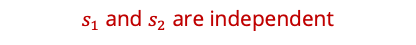 s₁ and s₂ are independent